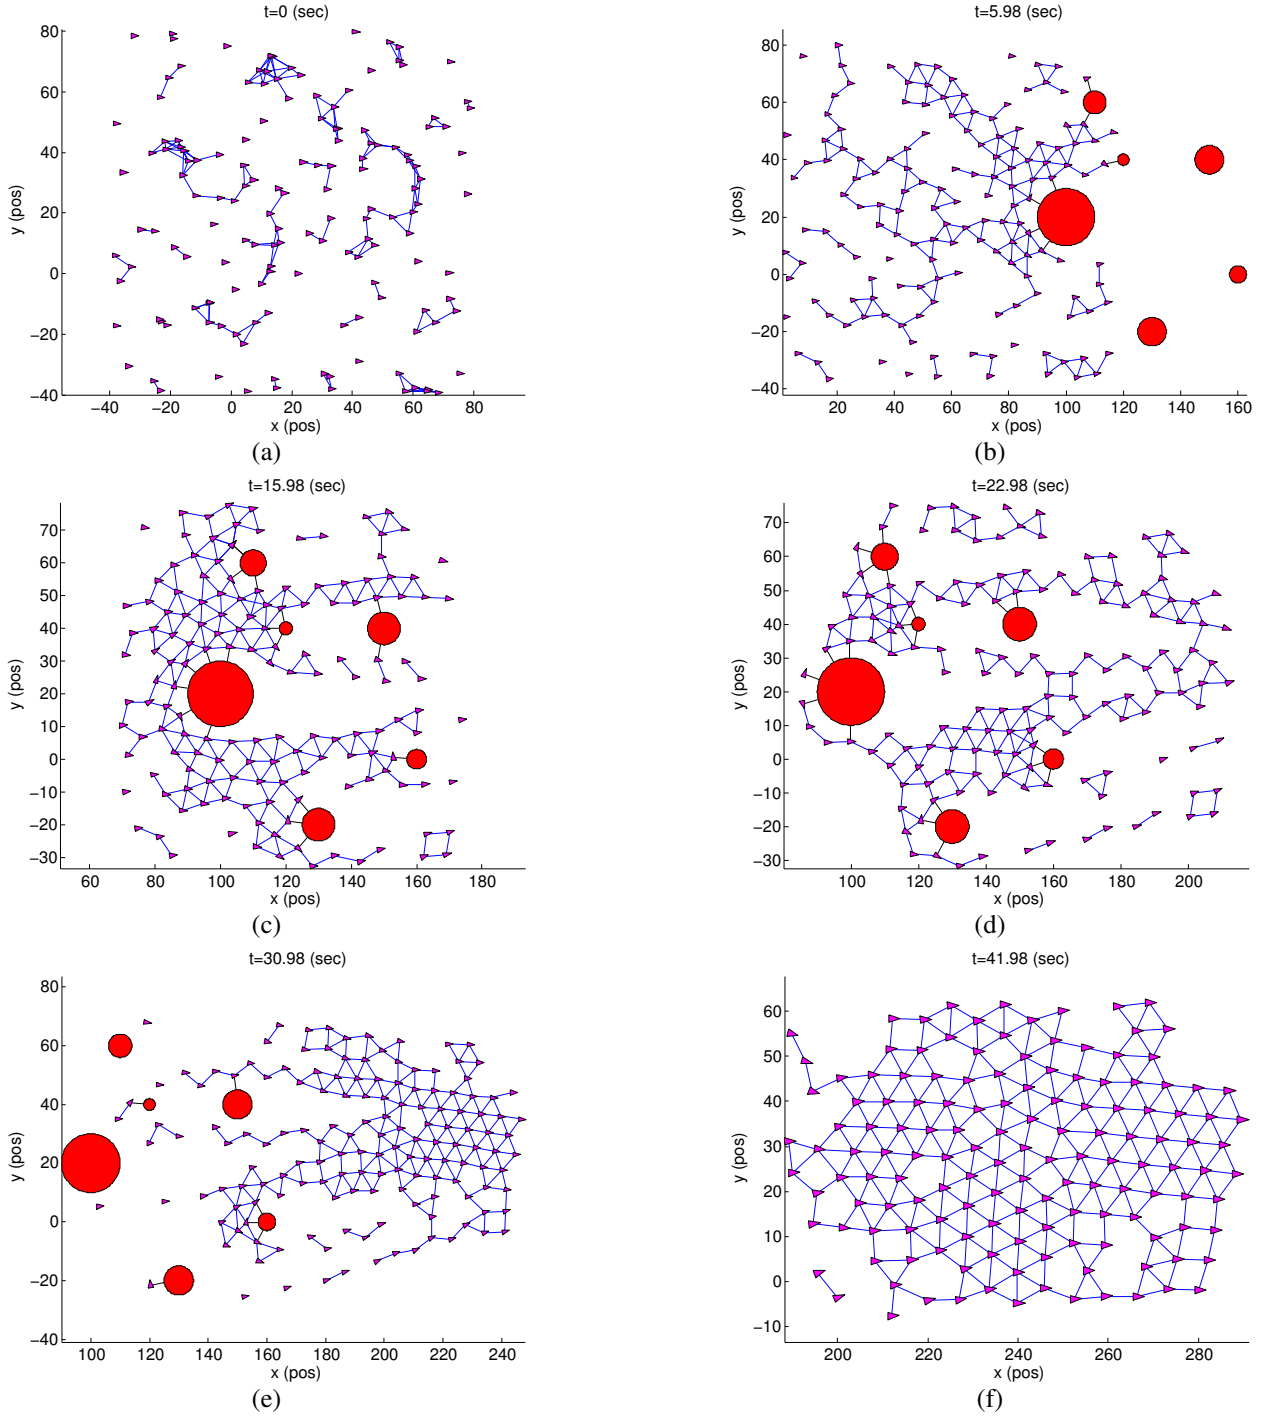 t=0 (sec)
80
60
40
20
0
−20
−40
−40 −20 0 20 40 60 80
y (pos)
x (pos)
(a)
t=5.98 (sec)
80
60
40
20
0
−20
−40
20 40 60 80 100 120 140 160
y (pos)
x (pos)
(b)
t=15.98 (sec)
70
60
50
40
30
20
10
0
−10
−20
−30
60 80 100 120 140 160 180
y (pos)
x (pos)
(c)
t=22.98 (sec)
70
60
50
40
30
20
10
0
−10
−20
−30
100 120 140 160 180 200
y (pos)
x (pos)
(d)
t=30.98 (sec)
80
60
40
20
0
−20
−40
100 120 140 160 180 200 220 240
y (pos)
x (pos)
(e)
t=41.98 (sec)
60
50
40
30
20
10
0
−10
200 220 240 260 280
y (pos)
x (pos)
(f)